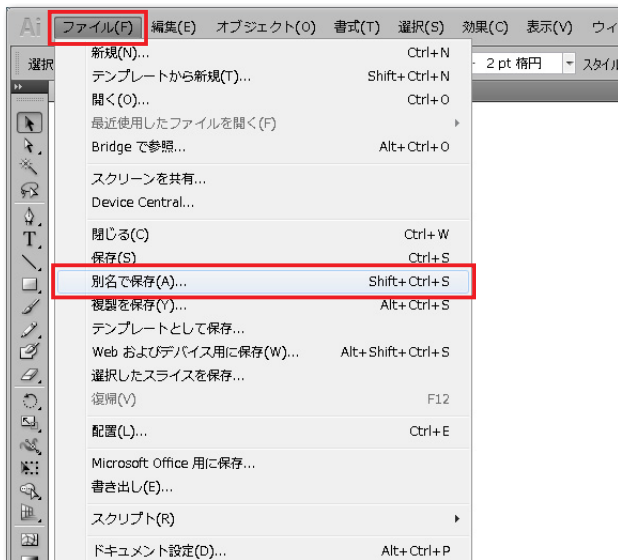 Ai ファイル(F) 編集(E) オブジェクト(O) 書式(T) 選択(S) 効果(C) 表示(V) ウィ
選択
2 pt 楕円 スタイル
新規(N)... Ctrl+N
テンプレートから新規(T)... Shift+Ctrl+N
開く(O)... Ctrl+O
最近使用したファイルを開く(F)
Bridge で参照... Alt+Ctrl+O
スクリーンを共有...
Device Central...
閉じる(C) Ctrl+W
保存(S) Ctrl+S
別名で保存(A)... Shift+Ctrl+S
複製を保存(Y)... Alt+Ctrl+S
テンプレートとして保存...
Web およびデバイス用に保存(W)... Alt+Shift+Ctrl+S
選択したスライスを保存...
復帰(V) F12
配置(L)... Ctrl+E
Microsoft Office 用に保存...
書き出し(E)...
スクリプト(R)
ドキュメント設定(D)... Alt+Ctrl+P